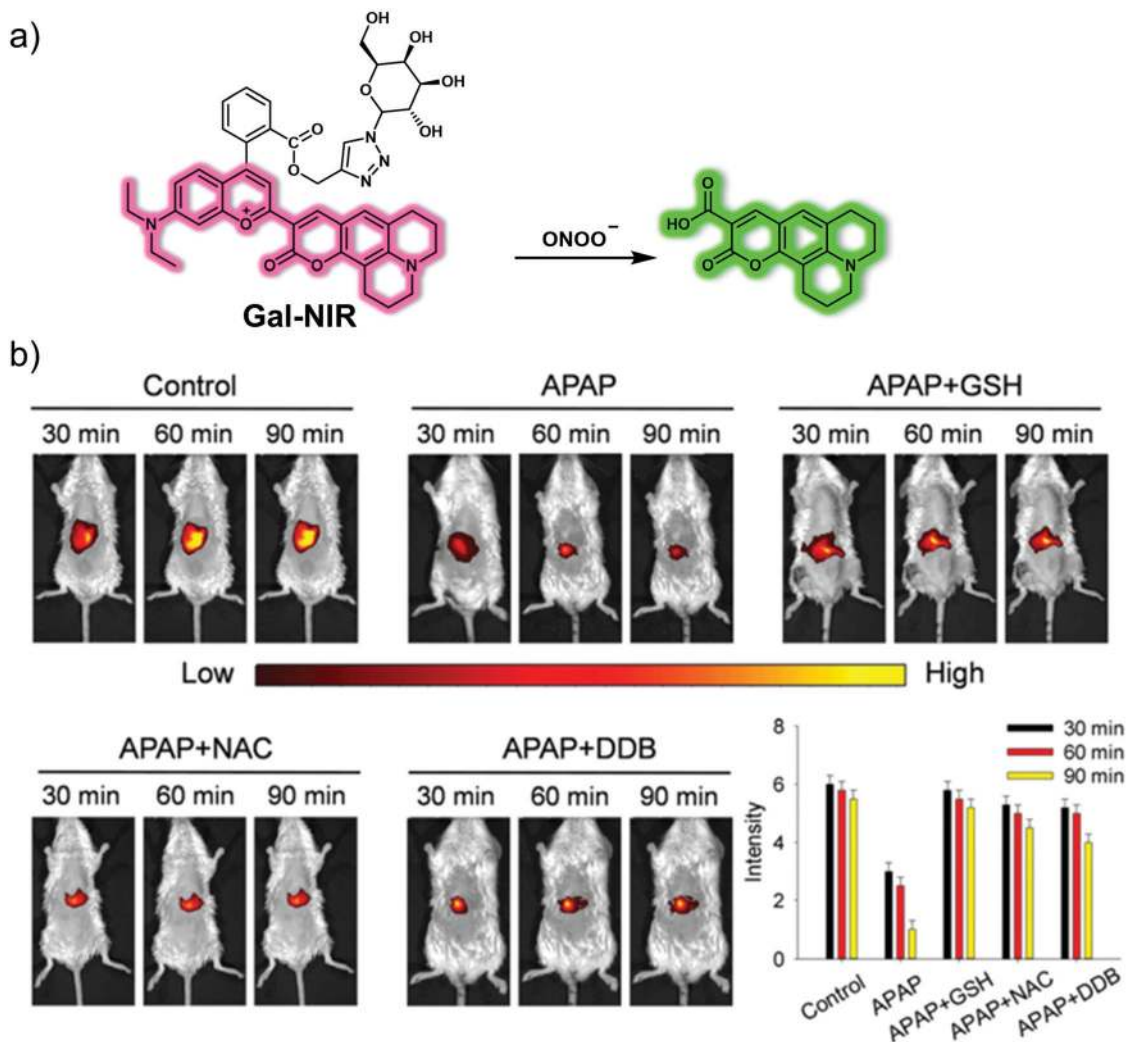 a)
OH
OH
OH
O
OH
OH
O
C
O
N
N
N
N
O
+
O
O
N
Gal-NIR
ONOO⁻
O
HO
O
O
N
b)
Control
APAP
APAP+GSH
30 min 60 min 90 min
30 min 60 min 90 min
30 min 60 min 90 min
Low
High
APAP+NAC
APAP+DDB
30 min 60 min 90 min
30 min 60 min 90 min
8
6
4
2
0
Intensity
30 min
60 min
90 min
Control
APAP
APAP+GSH
APAP+NAC
APAP+DDB